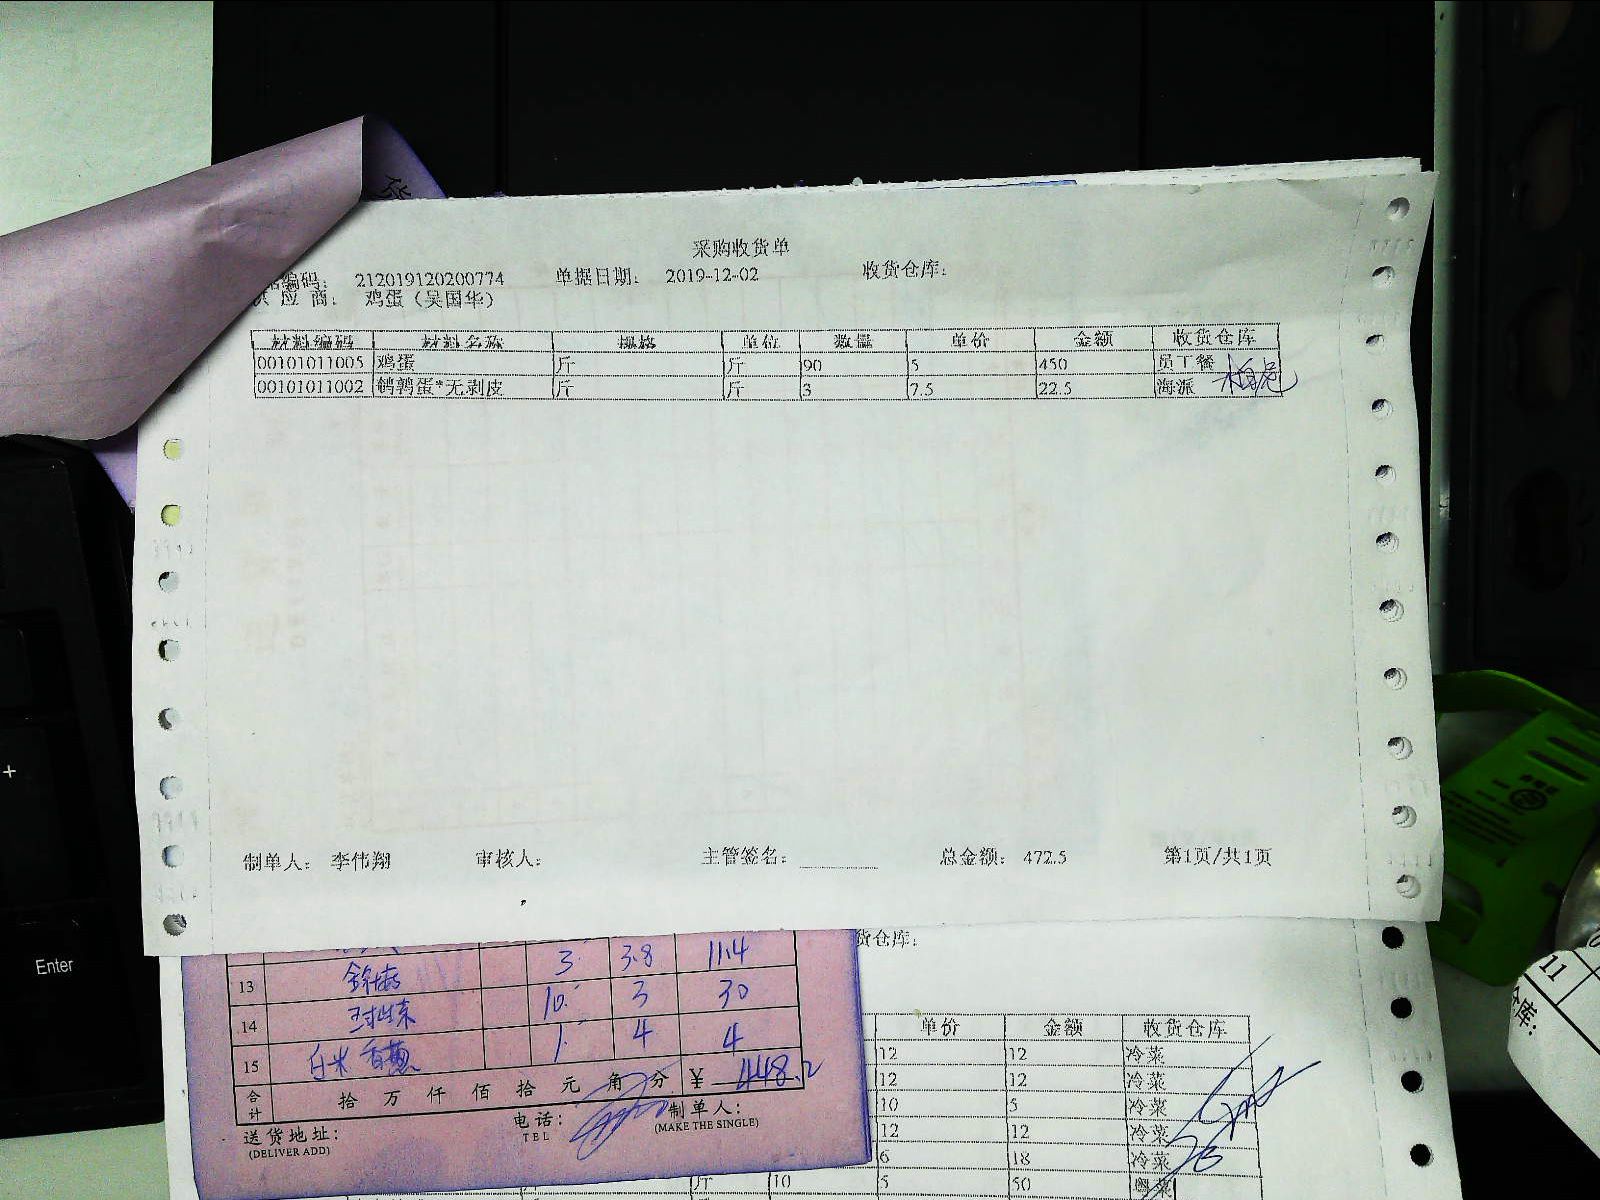 采购收货单
编码： 212019120200774 单据日期： 2019-12-02 收货仓库：
供 应 商： 鸡蛋（吴国华）
材料编码 材料名称 规格 单位 数量 单价 金额 收货仓库
00101011005 鸡蛋 斤 斤 90 5 450 员工餐
00101011002 鹌鹑蛋*无剥皮 斤 斤 3 7.5 22.5 海派
制单人： 李伟翔 审核人： 主管签名： 总金额： 472.5 第1页/共1页
Enter
+
3 3.8 11.4
13 10 3 30
14 1 4 4
15 白米
合计 拾 万 仟 佰 拾 元 角 分 ¥ 448.2
电话： 制单人：
TEL (MAKE THE SINGLE)
送货地址：
(DELIVER ADD)
货仓库：
单价 金额 收货仓库
12 12 冷菜
12 12 冷菜
10 5 冷菜
12 12 冷菜
6 18 冷菜
斤 10 5 50 粤菜
11
仓库：